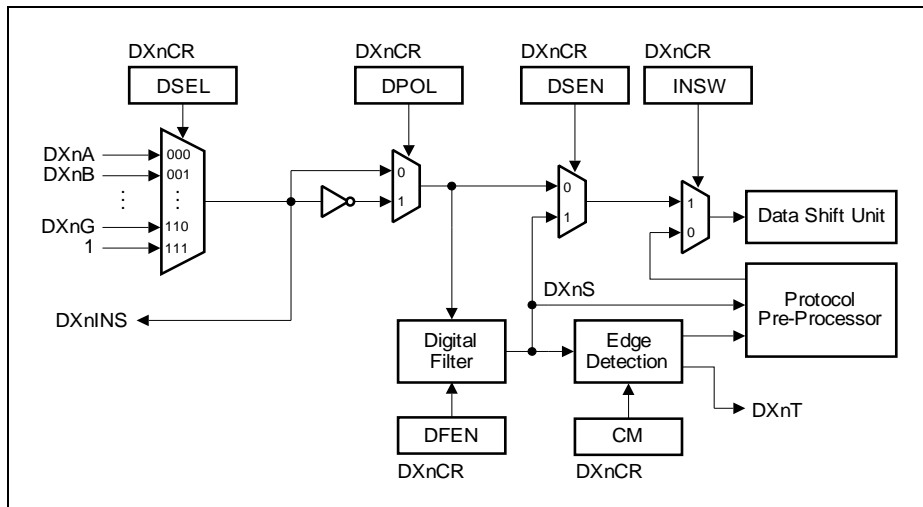 DXnCR
DXnCR
DXnCR
DXnCR
DSEL
DPOL
DSEN
INSW
DXnA
000
DXnB
001
⋮
⋮
DXnG
110
1
111
0
1
0
1
1
0
Data Shift Unit
DXnINS
DXnS
Protocol
Pre-Processor
Digital
Filter
Edge
Detection
DXnT
DFEN
CM
DXnCR
DXnCR